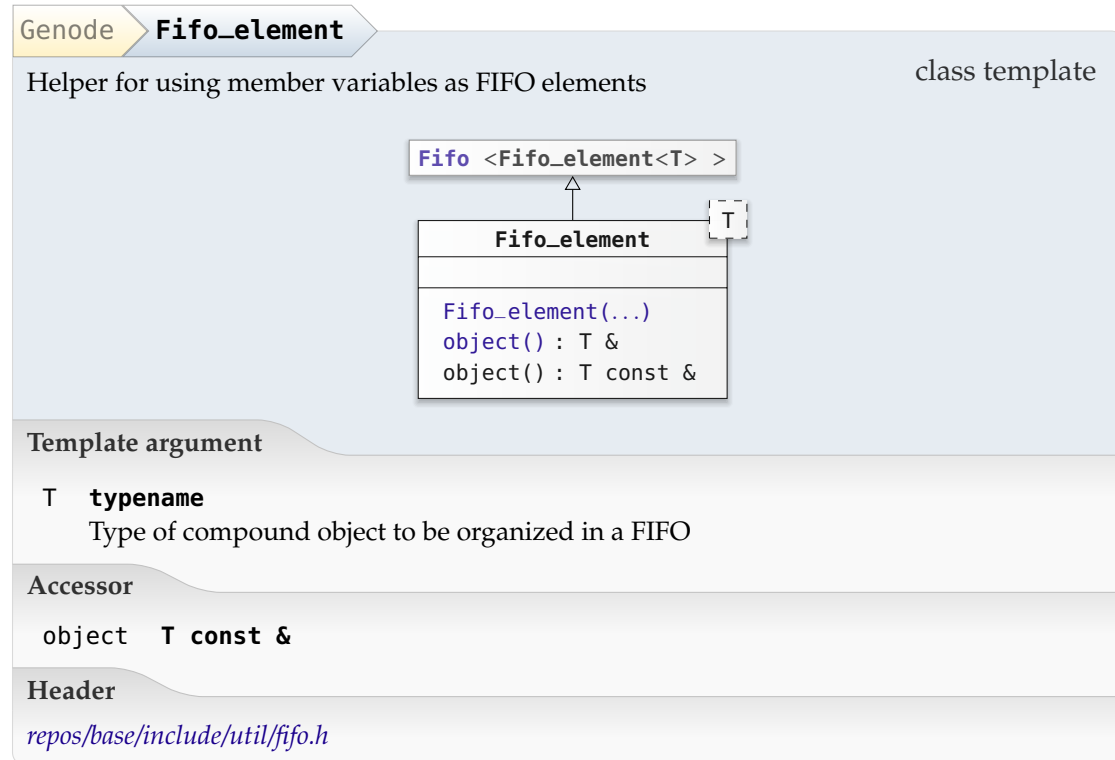 Genode Fifo_element
class template
Helper for using member variables as FIFO elements
Fifo <Fifo_element<T> >
T
Fifo_element
Fifo_element(...)
object() : T &
object() : T const &
Template argument
T typename
Type of compound object to be organized in a FIFO
Accessor
object T const &
Header
repos/base/include/util/fifo.h